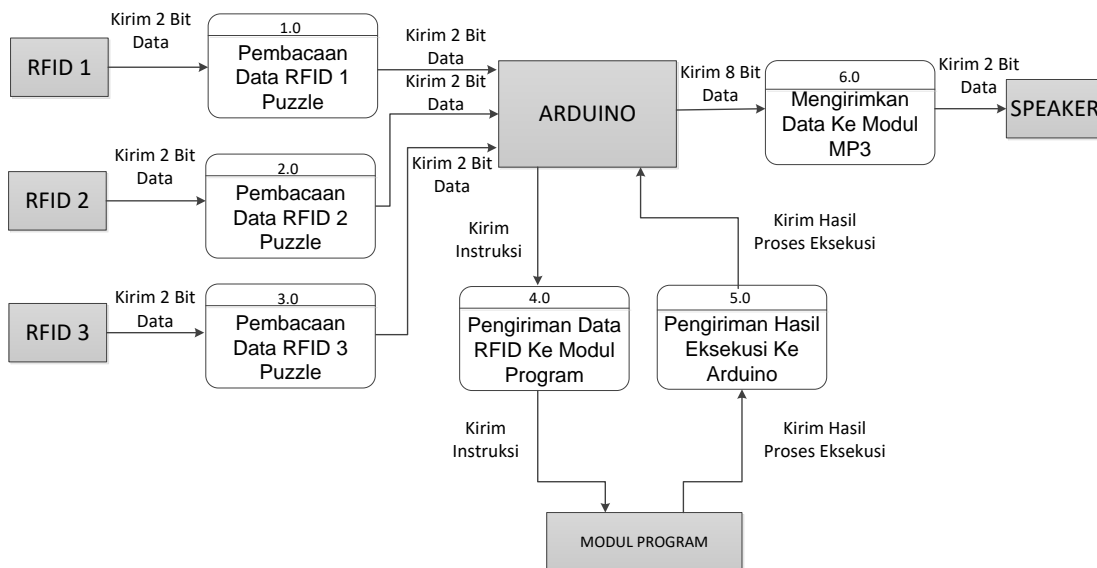 Kirim 2 Bit
Data
RFID 1
1.0
Pembacaan
Data RFID 1
Puzzle
Kirim 2 Bit
Data
Kirim 2 Bit
Data
ARDUINO
Kirim 8 Bit
Data
6.0
Mengirimkan
Data Ke Modul
MP3
Kirim 2 Bit
Data
SPEAKER
Kirim 2 Bit
Data
RFID 2
2.0
Pembacaan
Data RFID 2
Puzzle
Kirim 2 Bit
Data
Kirim
Instruksi
Kirim Hasil
Proses Eksekusi
Kirim 2 Bit
Data
RFID 3
3.0
Pembacaan
Data RFID 3
Puzzle
4.0
Pengiriman Data
RFID Ke Modul
Program
5.0
Pengiriman Hasil
Eksekusi Ke
Arduino
Kirim
Instruksi
Kirim Hasil
Proses Eksekusi
MODUL PROGRAM